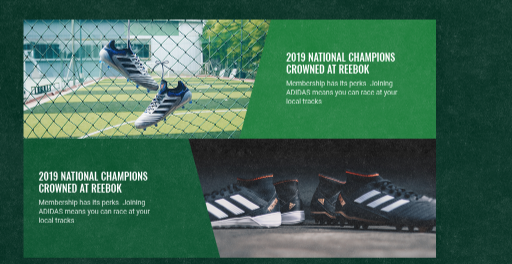 2019 NATIONAL CHAMPIONS
CROWNED AT REEBOK
Membership has its perks. Joining
ADIDAS means you can race at your
local tracks
2019 NATIONAL CHAMPIONS
CROWNED AT REEBOK
Membership has its perks. Joining
ADIDAS means you can race at your
local tracks